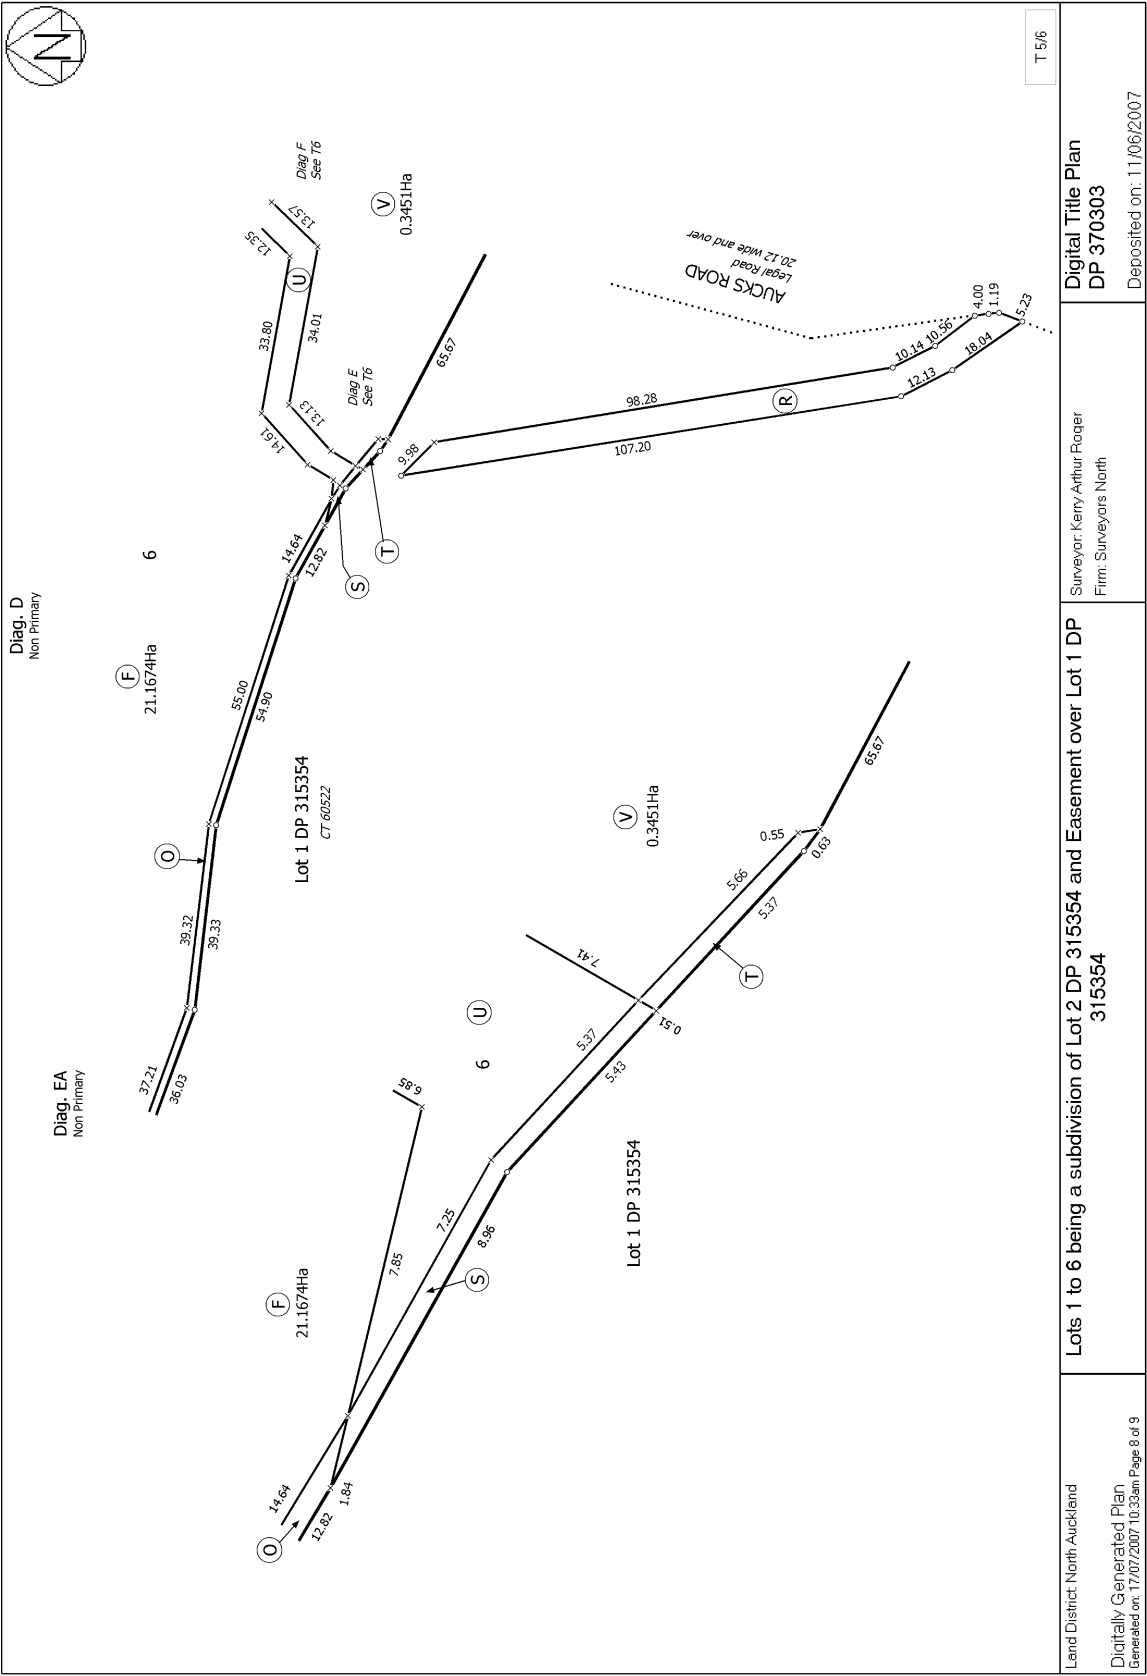 N
T 5/6
Diag. D
Non Primary
F
21.1674Ha
6
Diag F
See T6
12.35
13.57
U
33.80
34.01
V
0.3451Ha
14.61
13.13
Diag E
See T6
65.67
14.64
12.82
S
T
55.00
54.90
O
39.32
39.33
37.21
36.03
Lot 1 DP 315354
CT 60522
AUCKS ROAD
Legal Road
20.12 wide and over
9.98
98.28
107.20
R
10.14
10.56
4.00
1.19
5.23
12.13
18.04
Diag. EA
Non Primary
F
21.1674Ha
6
U
V
0.3451Ha
O
14.64
12.82
1.84
7.85
6.85
7.25
8.96
S
5.37
5.43
7.41
0.51
T
5.66
5.37
0.55
0.63
65.67
Lot 1 DP 315354
Land District: North Auckland
Digitally Generated Plan
Generated on: 17/07/2007 10:33am Page 8 of 9
Lots 1 to 6 being a subdivision of Lot 2 DP 315354 and Easement over Lot 1 DP
315354
Surveyor: Kerry Arthur Roger
Firm: Surveyors North
Digital Title Plan
DP 370303
Deposited on: 11/06/2007